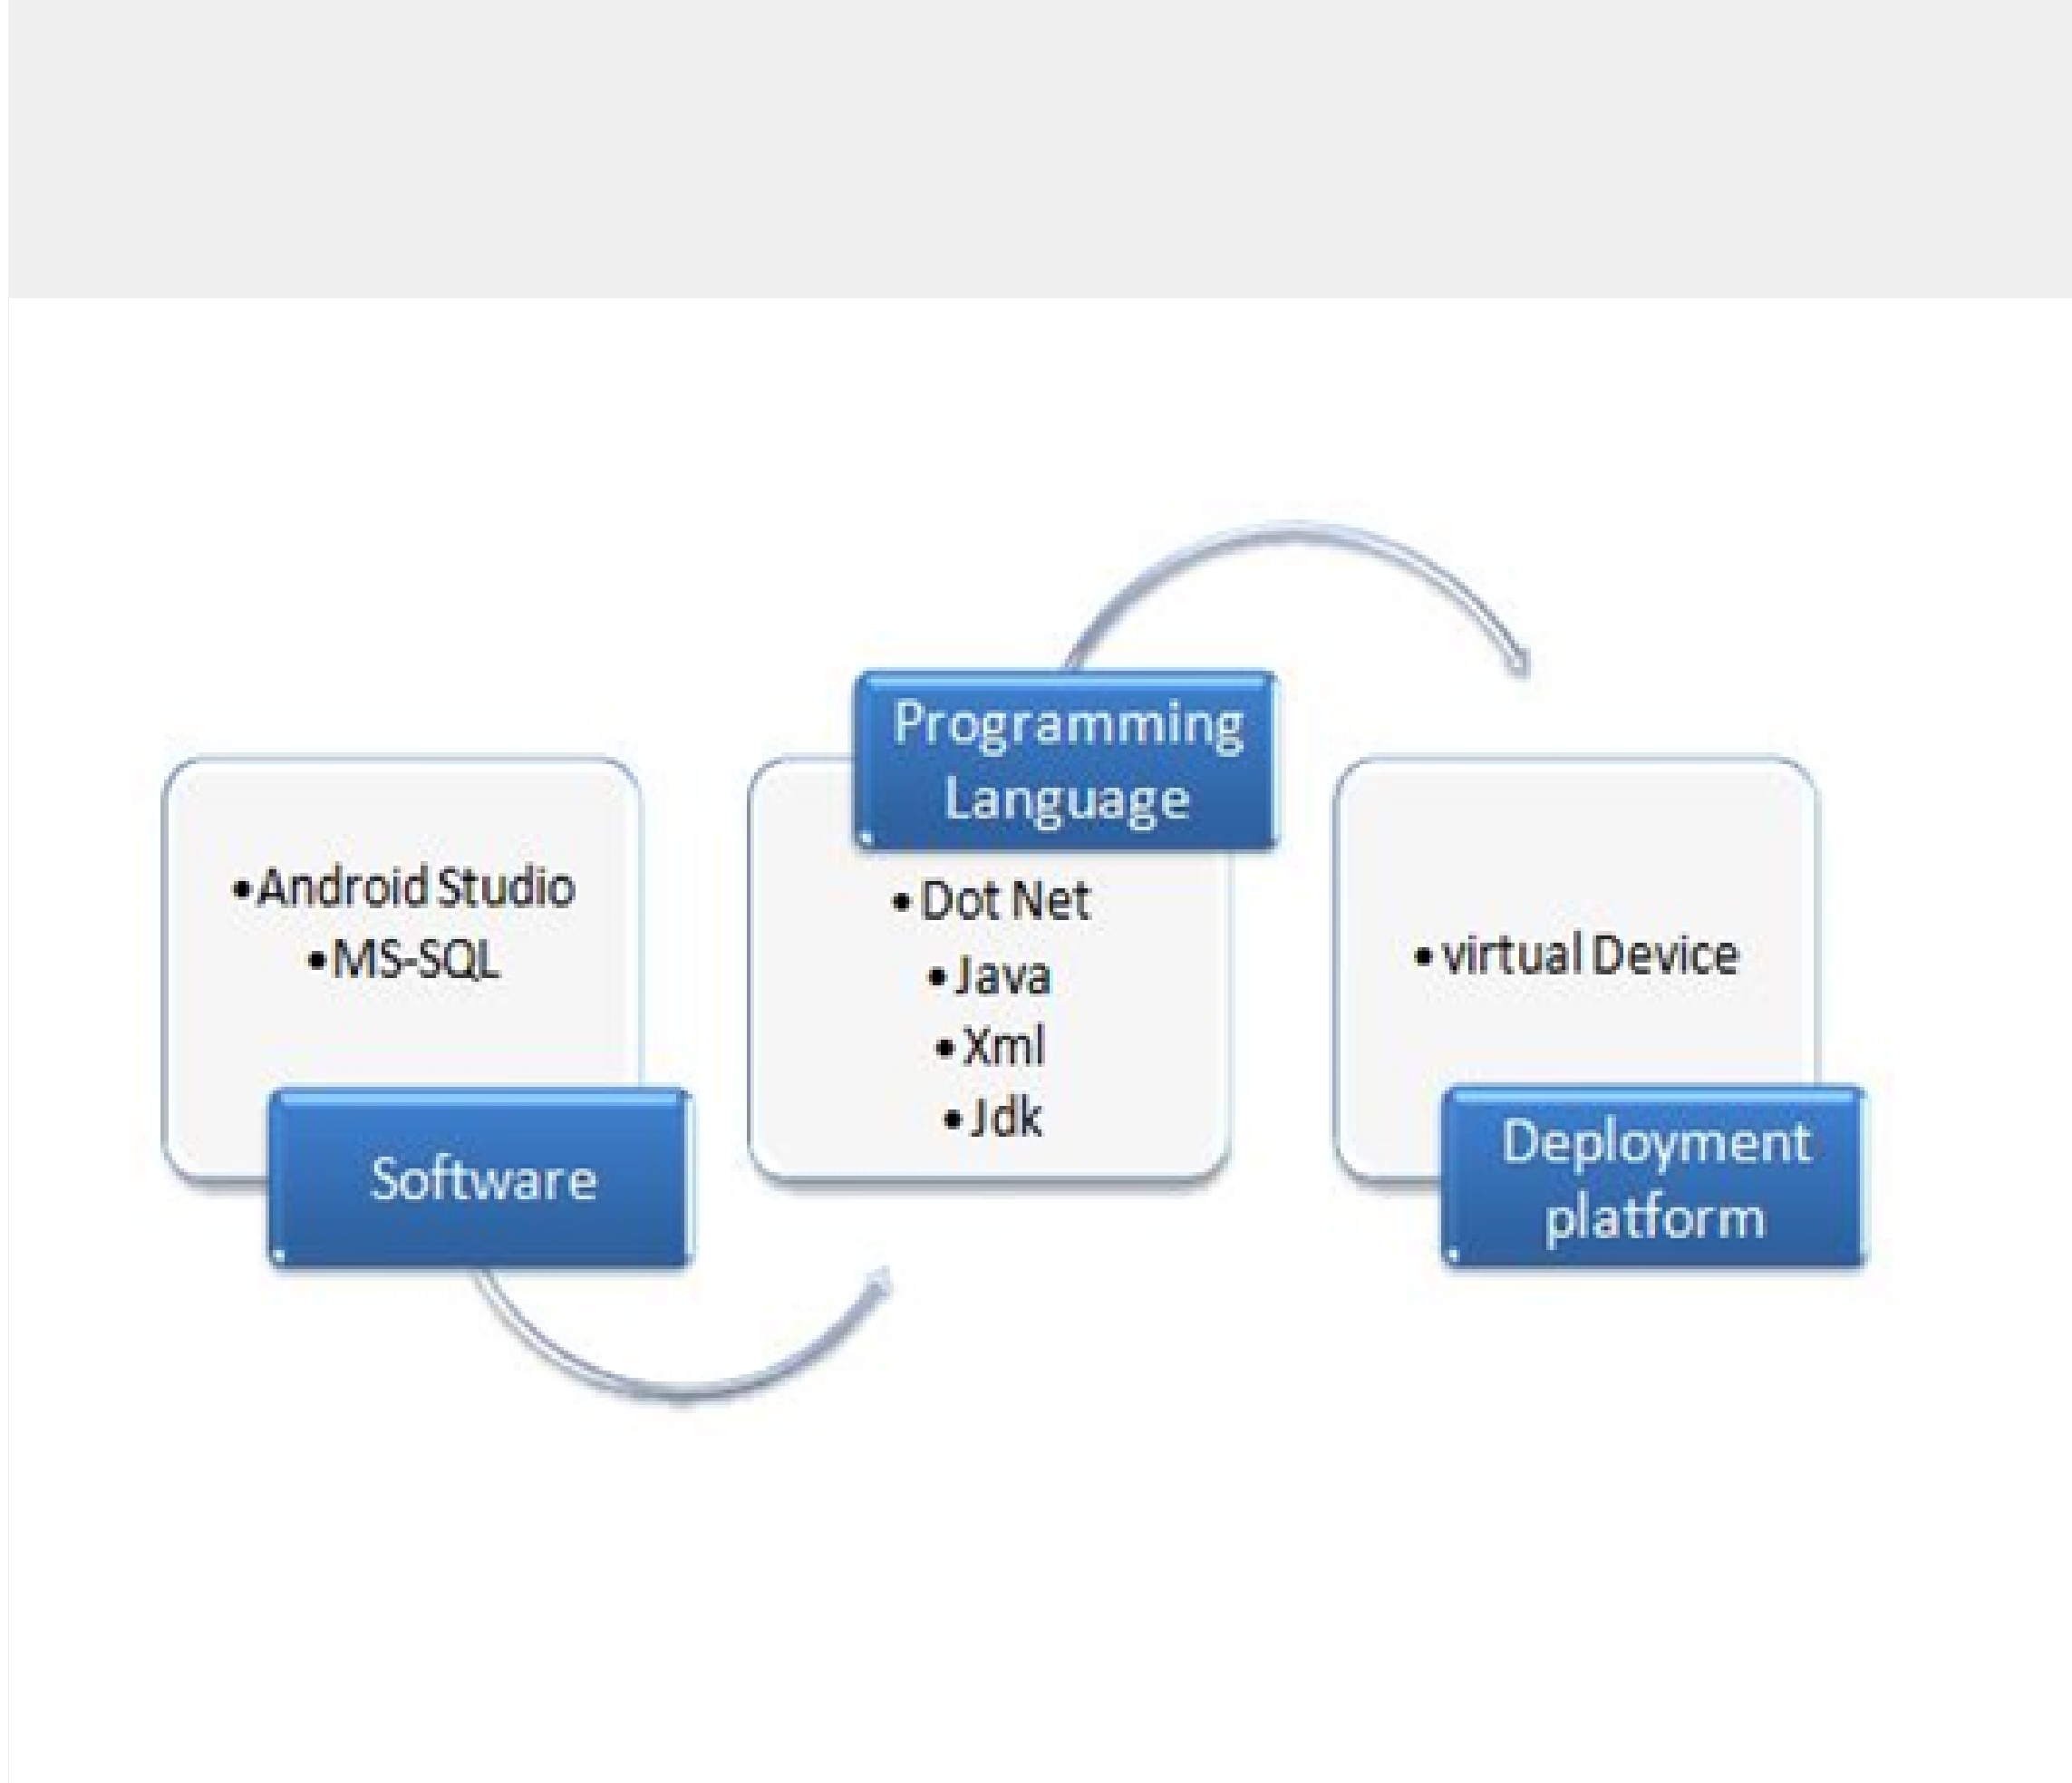 •Android Studio
•MS-SQL
Software
Programming
Language
• Dot Net
• Java
• Xml
• Jdk
• virtual Device
Deployment
platform